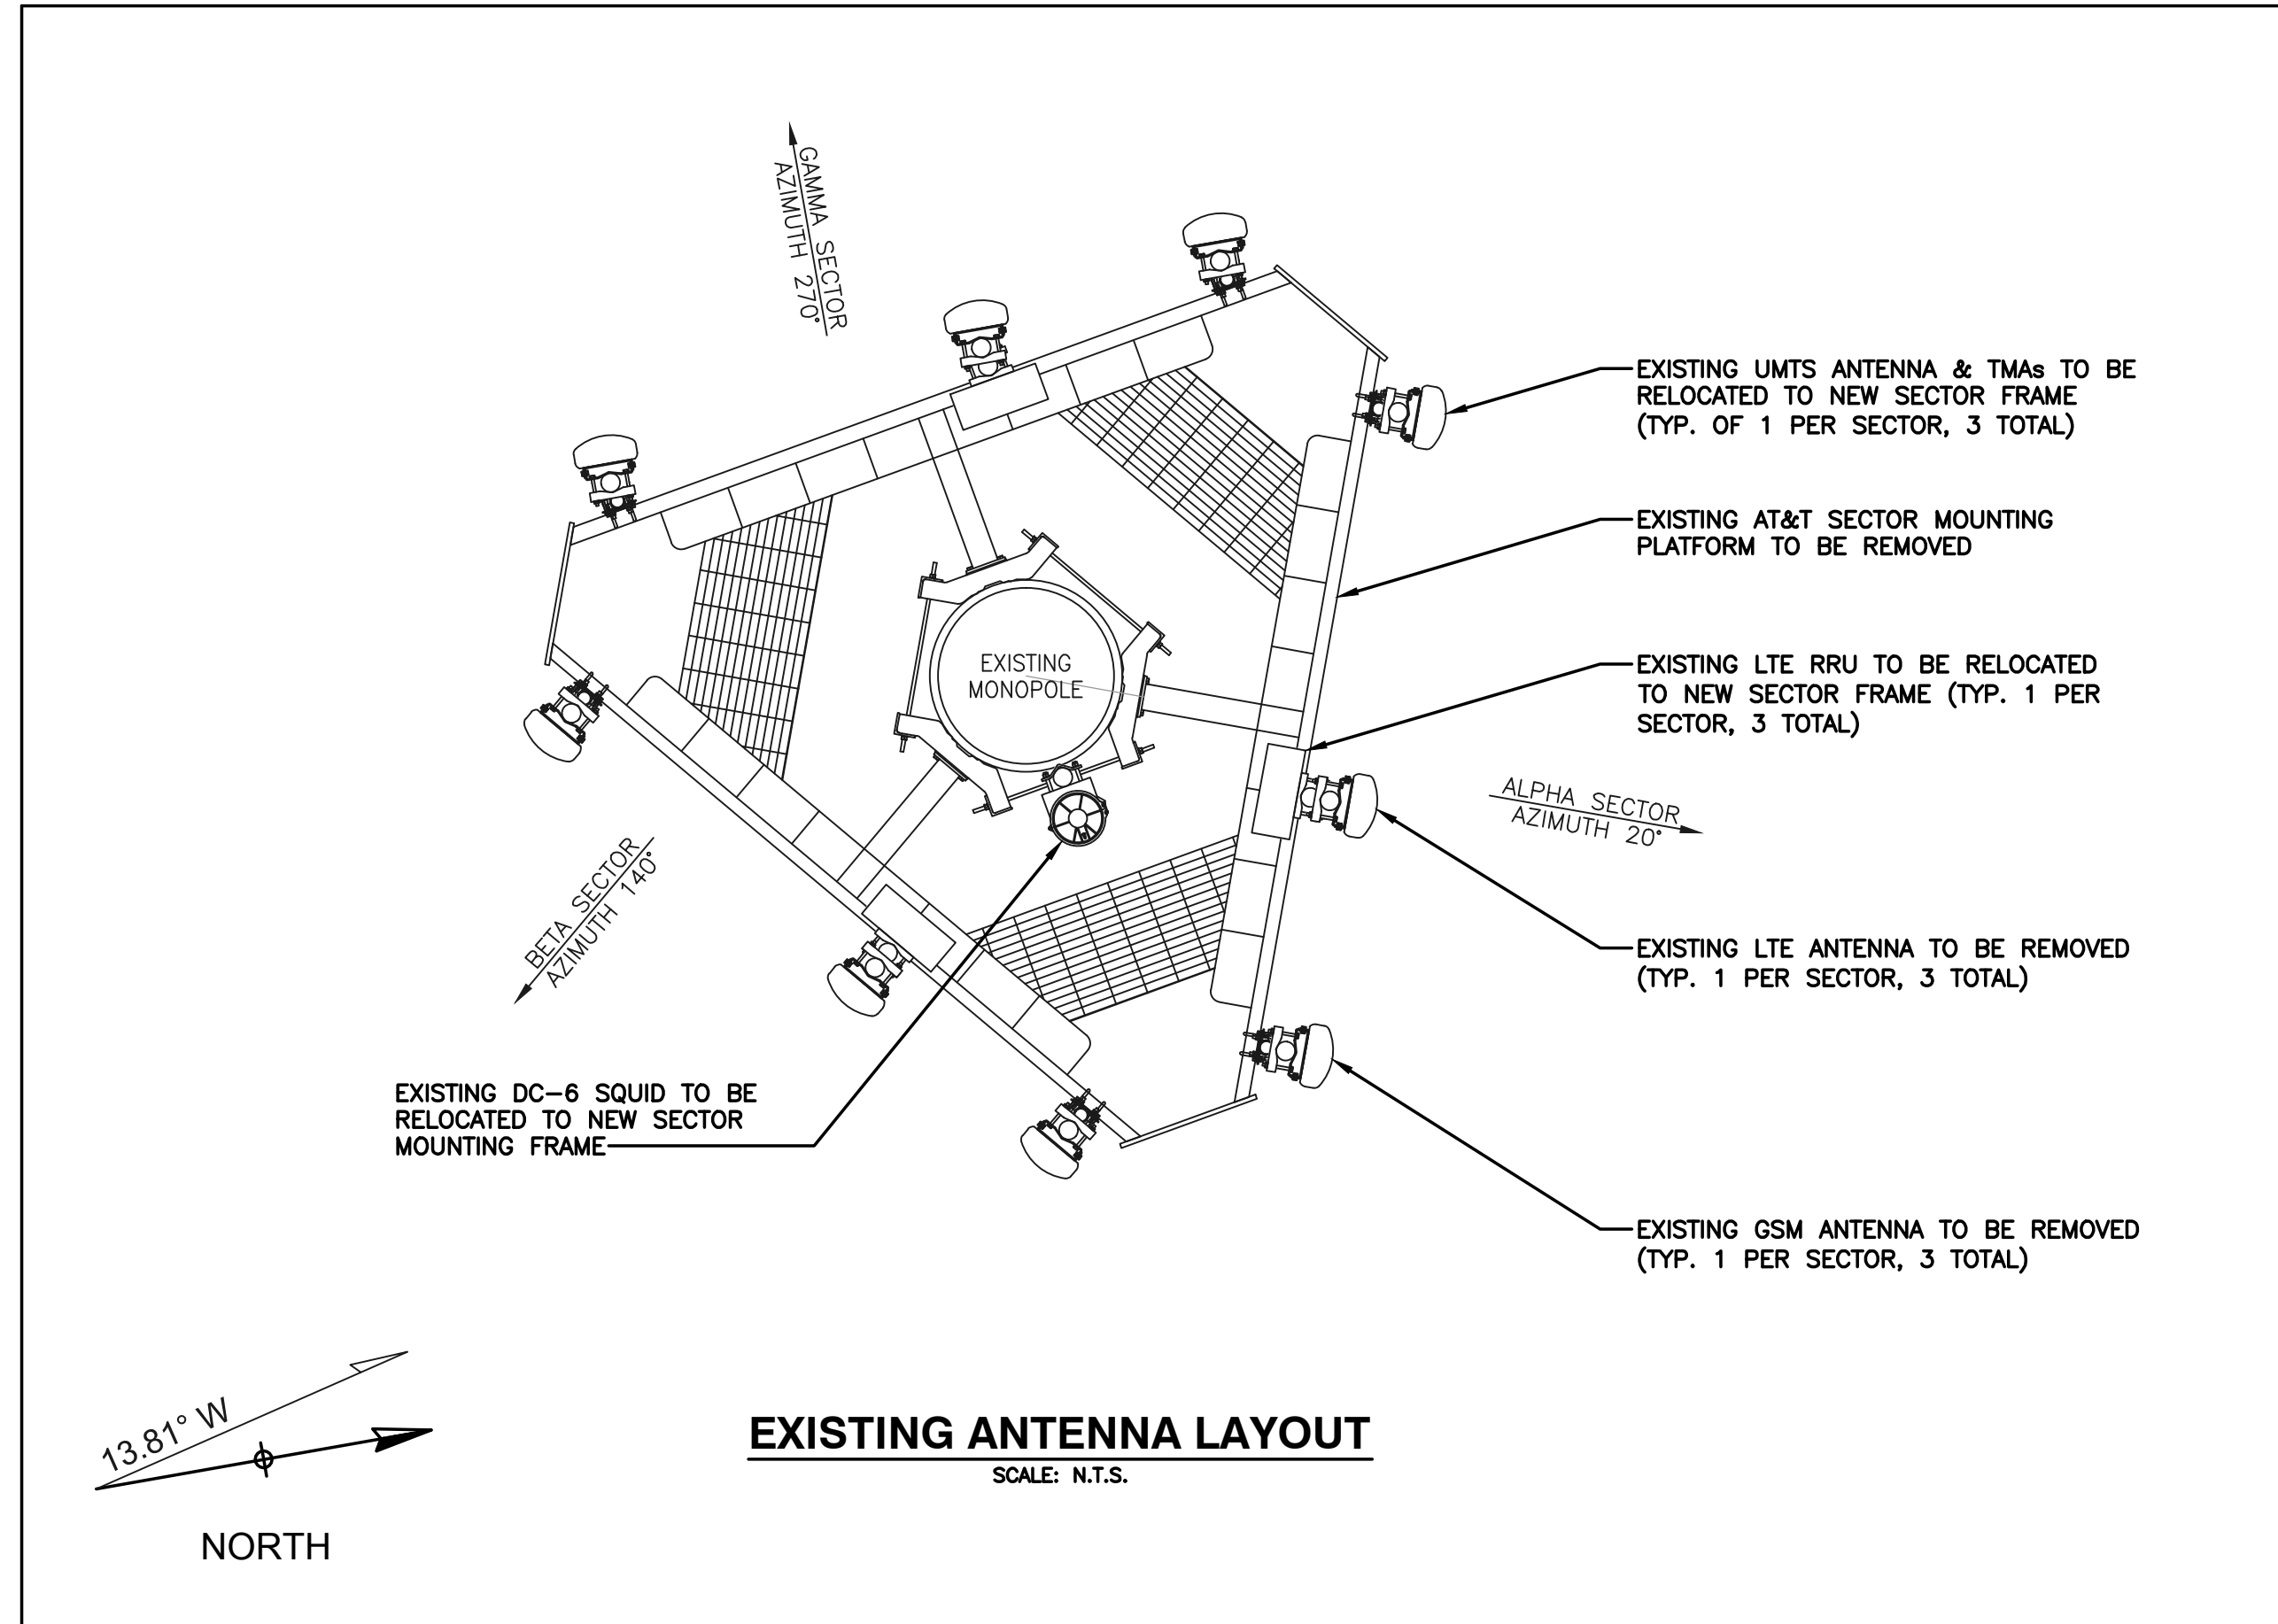 GAMMA SECTOR
AZIMUTH 270°
EXISTING UMTS ANTENNA & TMAs TO BE
RELOCATED TO NEW SECTOR FRAME
(TYP. OF 1 PER SECTOR, 3 TOTAL)
EXISTING AT&T SECTOR MOUNTING
PLATFORM TO BE REMOVED
EXISTING
MONOPOLE
EXISTING LTE RRU TO BE RELOCATED
TO NEW SECTOR FRAME (TYP. 1 PER
SECTOR, 3 TOTAL)
ALPHA SECTOR
AZIMUTH 20°
BETA SECTOR
AZIMUTH 140°
EXISTING LTE ANTENNA TO BE REMOVED
(TYP. 1 PER SECTOR, 3 TOTAL)
EXISTING DC-6 SQUID TO BE
RELOCATED TO NEW SECTOR
MOUNTING FRAME
EXISTING GSM ANTENNA TO BE REMOVED
(TYP. 1 PER SECTOR, 3 TOTAL)
13.81° W
NORTH
EXISTING ANTENNA LAYOUT
SCALE: N.T.S.